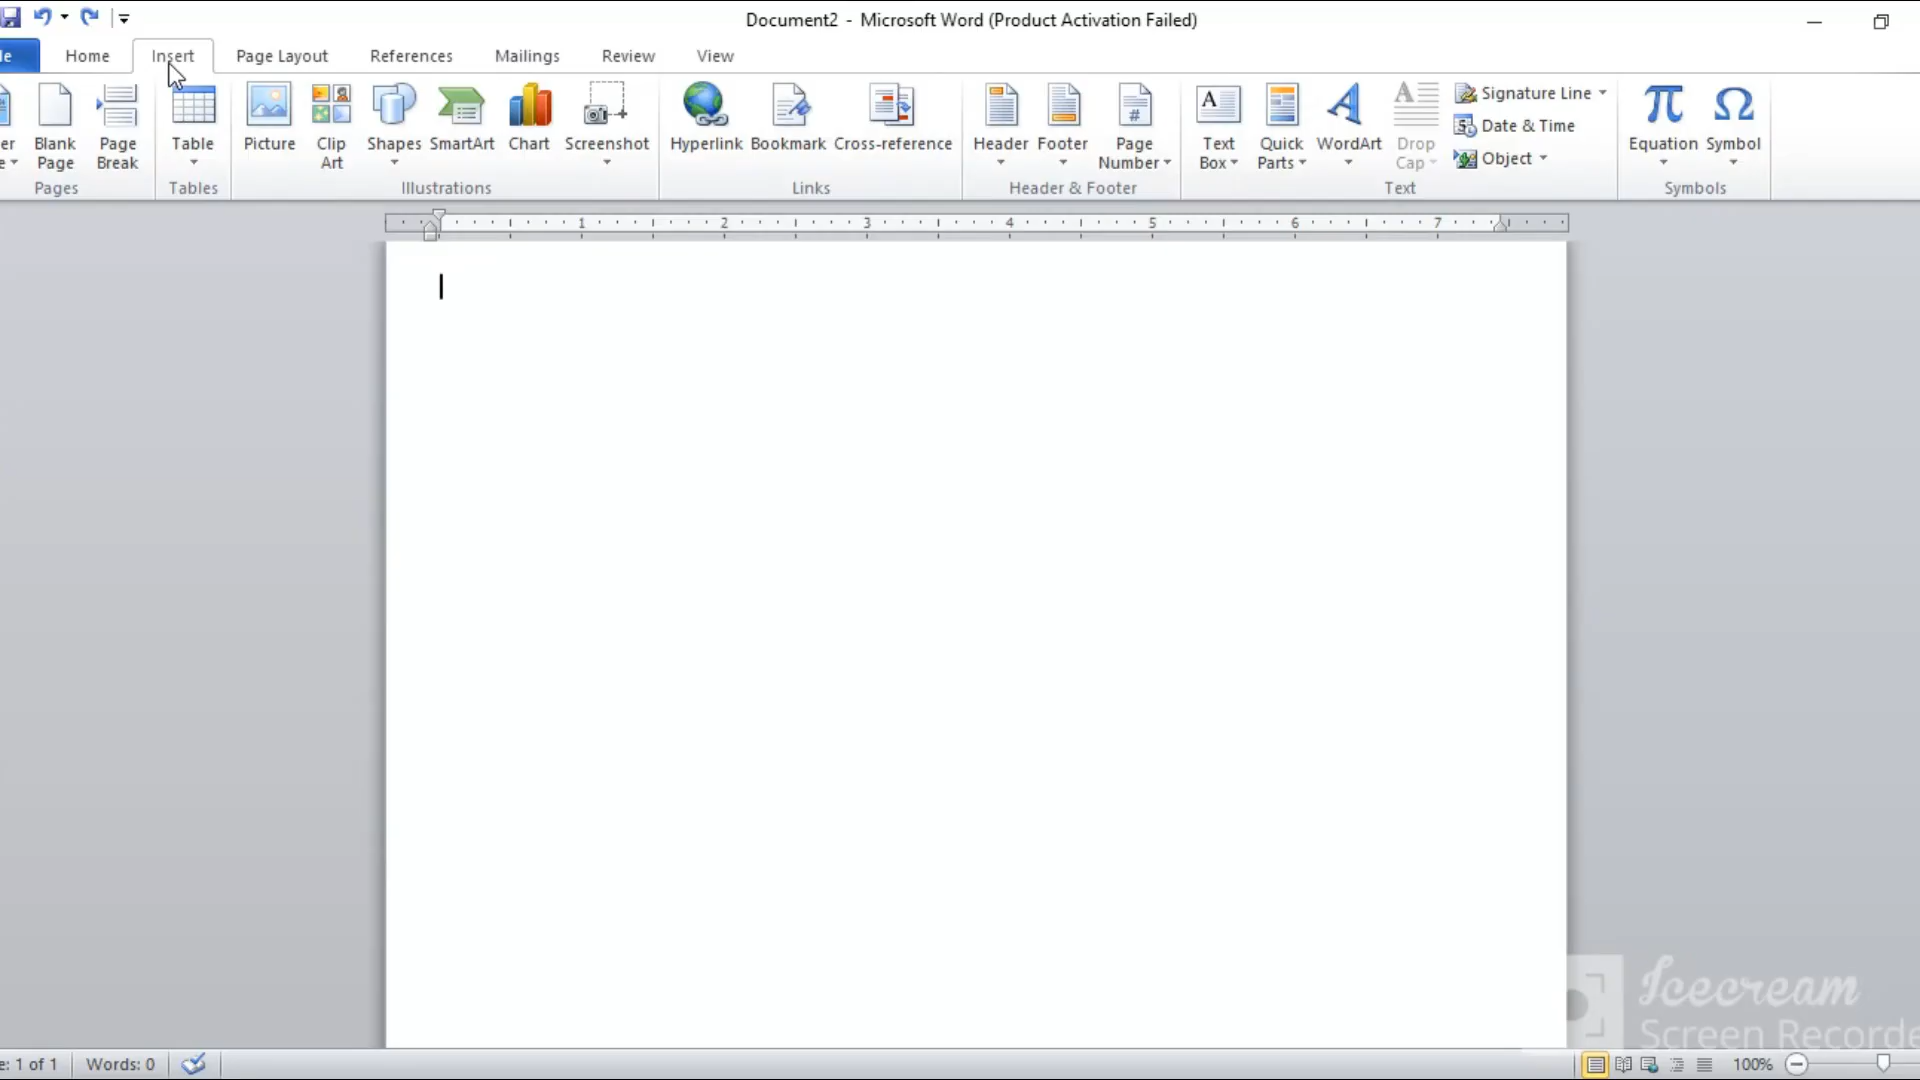 Document2 - Microsoft Word (Product Activation Failed)
Home Insert Page Layout References Mailings Review View
Blank Page
Page Break
Pages
Table
Tables
Picture
Clip Art
Shapes
SmartArt
Chart
Screenshot
Illustrations
Hyperlink
Bookmark
Cross-reference
Links
Header
Footer
Page Number
Header & Footer
Text Box
Quick Parts
WordArt
Drop Cap
Signature Line
Date & Time
Object
Text
Equation
Symbol
Symbols
1 2 3 4 5 6 7
Icecream
Screen Recorde
e: 1 of 1
Words: 0
100%